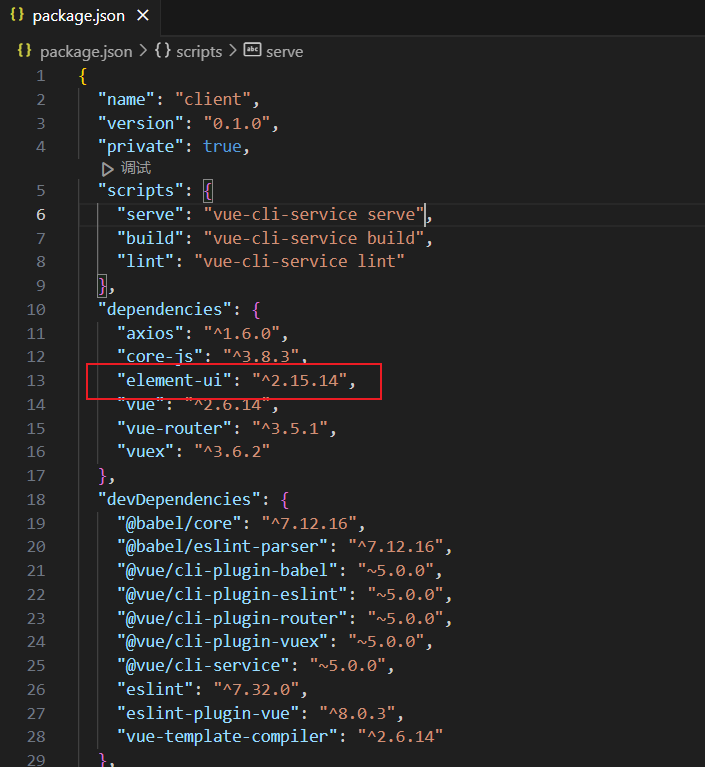 {} package.json ×
{} package.json > {} scripts > abc serve
1 {
2 "name": "client",
3 "version": "0.1.0",
4 "private": true,
调试
5 "scripts": {
6 "serve": "vue-cli-service serve",
7 "build": "vue-cli-service build",
8 "lint": "vue-cli-service lint"
9 },
10 "dependencies": {
11 "axios": "^1.6.0",
12 "core-js": "^3.8.3",
13 "element-ui": "^2.15.14",
14 "vue": "^2.6.14",
15 "vue-router": "^3.5.1",
16 "vuex": "^3.6.2"
17 },
18 "devDependencies": {
19 "@babel/core": "^7.12.16",
20 "@babel/eslint-parser": "^7.12.16",
21 "@vue/cli-plugin-babel": "~5.0.0",
22 "@vue/cli-plugin-eslint": "~5.0.0",
23 "@vue/cli-plugin-router": "~5.0.0",
24 "@vue/cli-plugin-vuex": "~5.0.0",
25 "@vue/cli-service": "~5.0.0",
26 "eslint": "^7.32.0",
27 "eslint-plugin-vue": "^8.0.3",
28 "vue-template-compiler": "^2.6.14"
29 },